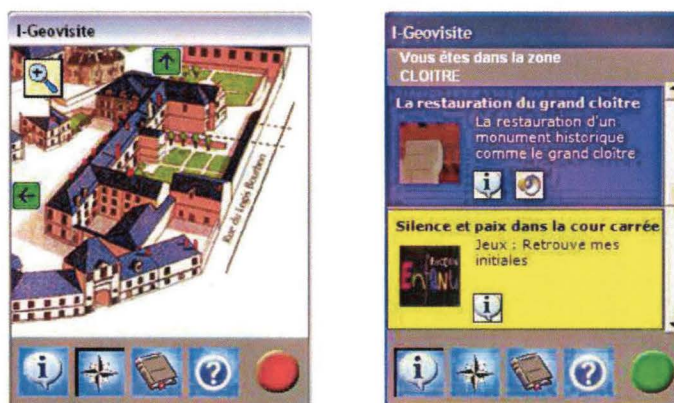 I-Geovisite
Rue du Logis Bourbon
I-Geovisite
Vous êtes dans la zone
CLOITRE
La restauration du grand cloître
La restauration d'un
monument historique
comme le grand cloître
Silence et paix dans la cour carrée
Jeux : Retrouve mes
initiales